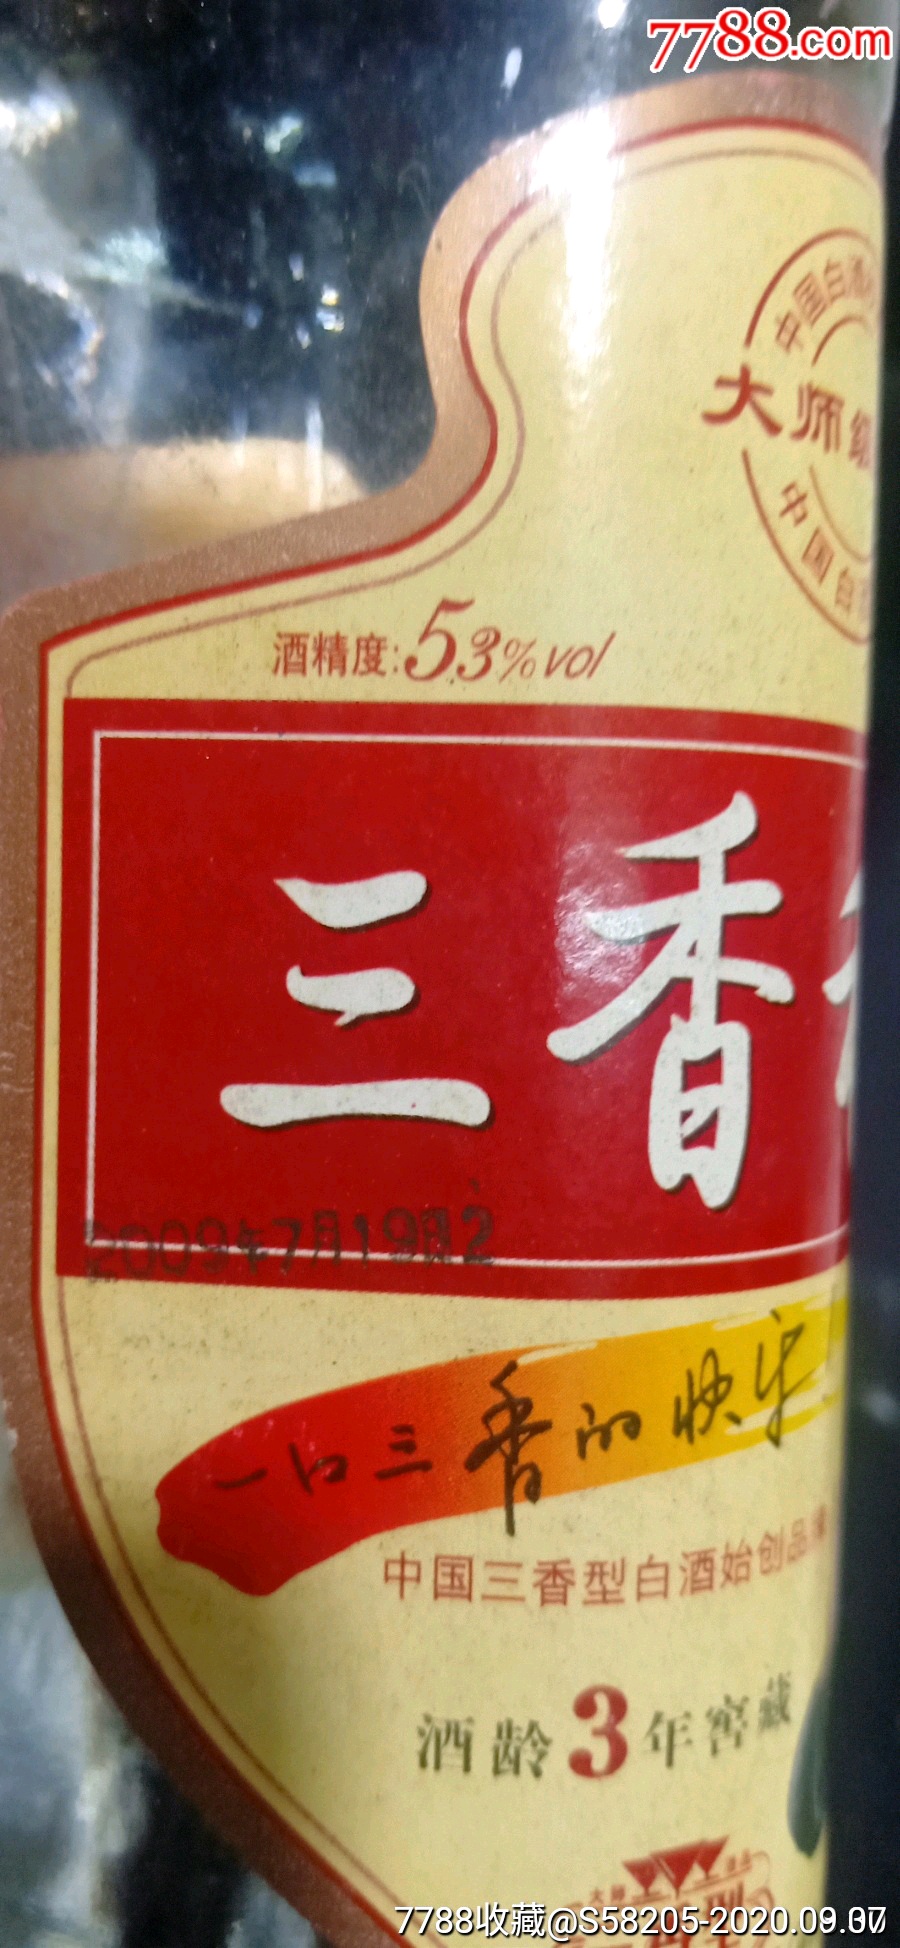 7788.com
中国白酒
大师级
中国白酒
酒精度:53%vol
三香
2009年7月19日2
一口三香的快乐
中国三香型白酒始创品牌
酒龄3年窖藏
7788收藏@S58205-2020.09.07